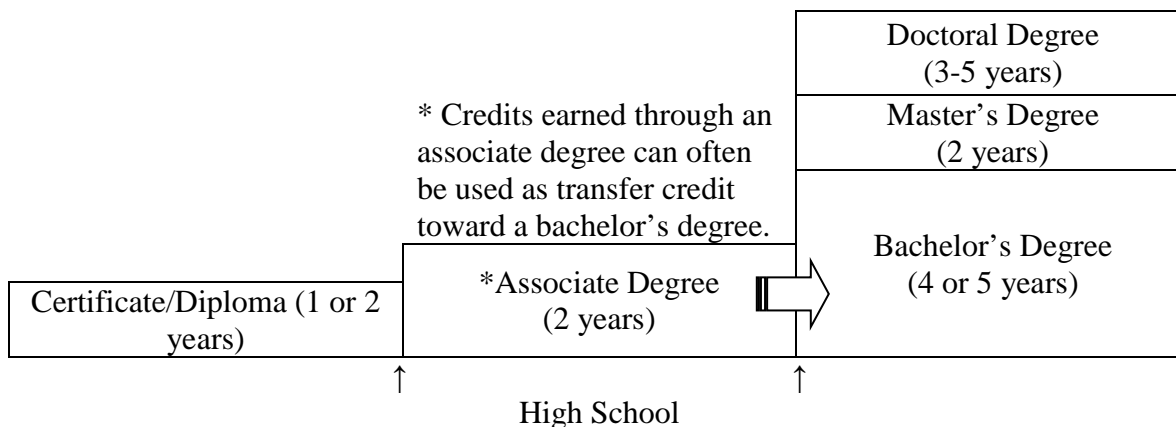 Doctoral Degree
(3-5 years)
* Credits earned through an
associate degree can often
be used as transfer credit
toward a bachelor’s degree.
Master’s Degree
(2 years)
Bachelor’s Degree
(4 or 5 years)
*Associate Degree
(2 years)
Certificate/Diploma (1 or 2
years)
↑ ↑
High School